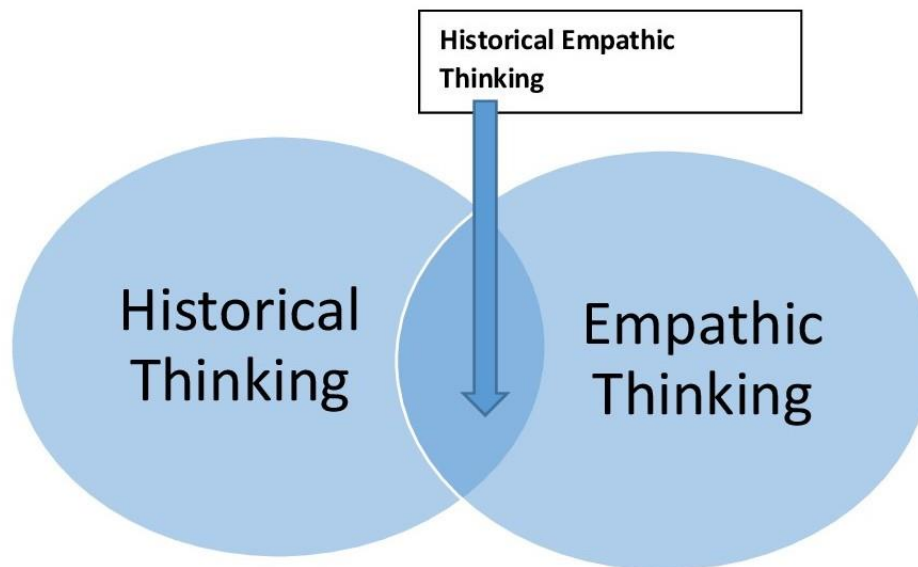 Historical Empathic
Thinking
Historical
Thinking
Empathic
Thinking